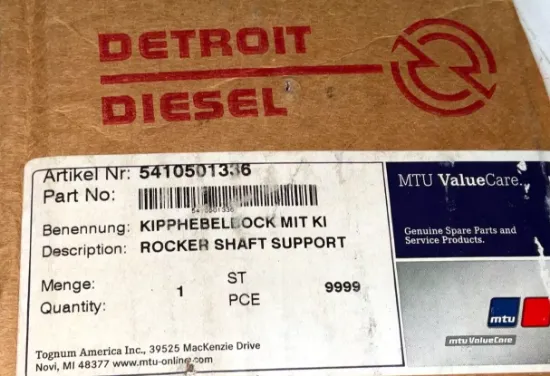 DETROIT
DIESEL
Artikel Nr: 5410501336
Part No:
5410501336
Benennung: KIPPHEBELBOCK MIT KI
Description: ROCKER SHAFT SUPPORT
Menge: 1 ST 9999
Quantity: PCE
Tognum America Inc., 39525 MacKenzie Drive
Novi, MI 48377 www.mtu-online.com
MTU ValueCare.
Genuine Spare Parts and
Service Products.
mtu
mtu ValueCare